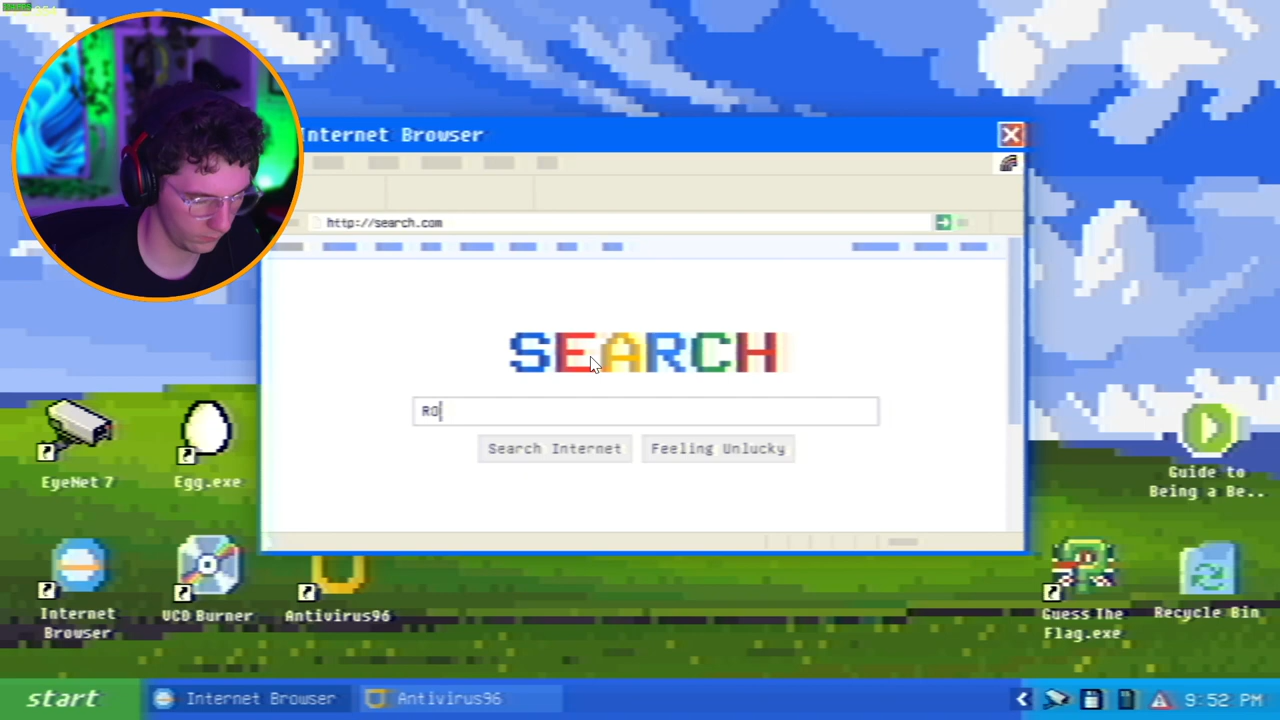 Internet Browser
http://search.com
SEARCH
RO
Search Internet
Feeling Unlucky
EyeNet 7
Egg.exe
Guide to
Being a Be..
Internet
Browser
VCD Burner
Antivirus96
Guess The
Flag.exe
Recycle Bin
start
Internet Browser
Antivirus96
9:52 PM